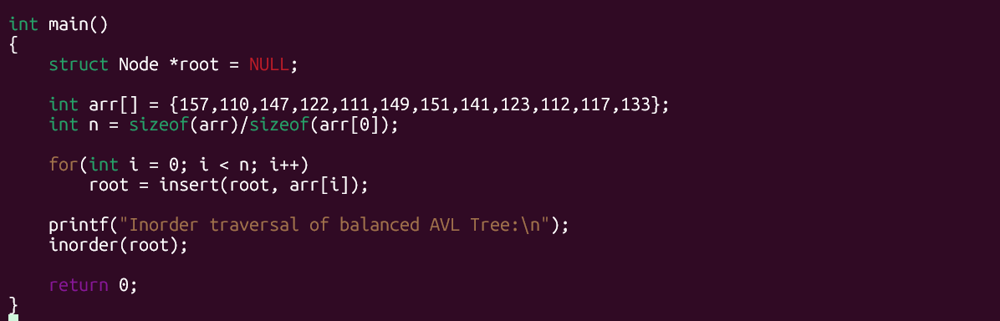 int main()
{
    struct Node *root = NULL;

    int arr[] = {157,110,147,122,111,149,151,141,123,112,117,133};
    int n = sizeof(arr)/sizeof(arr[0]);

    for(int i = 0; i < n; i++)
        root = insert(root, arr[i]);

    printf("Inorder traversal of balanced AVL Tree:\n");
    inorder(root);

    return 0;
}